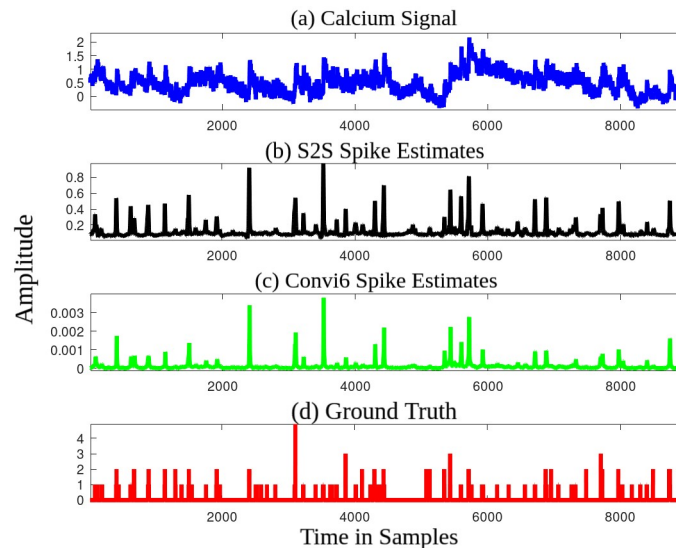 (a) Calcium Signal
2
1.5
1
0.5
0
2000 4000 6000 8000
(b) S2S Spike Estimates
0.8
0.6
0.4
0.2
2000 4000 6000 8000
Amplitude
(c) Convi6 Spike Estimates
0.003
0.002
0.001
0
2000 4000 6000 8000
(d) Ground Truth
4
3
2
1
0
2000 4000 6000 8000
Time in Samples